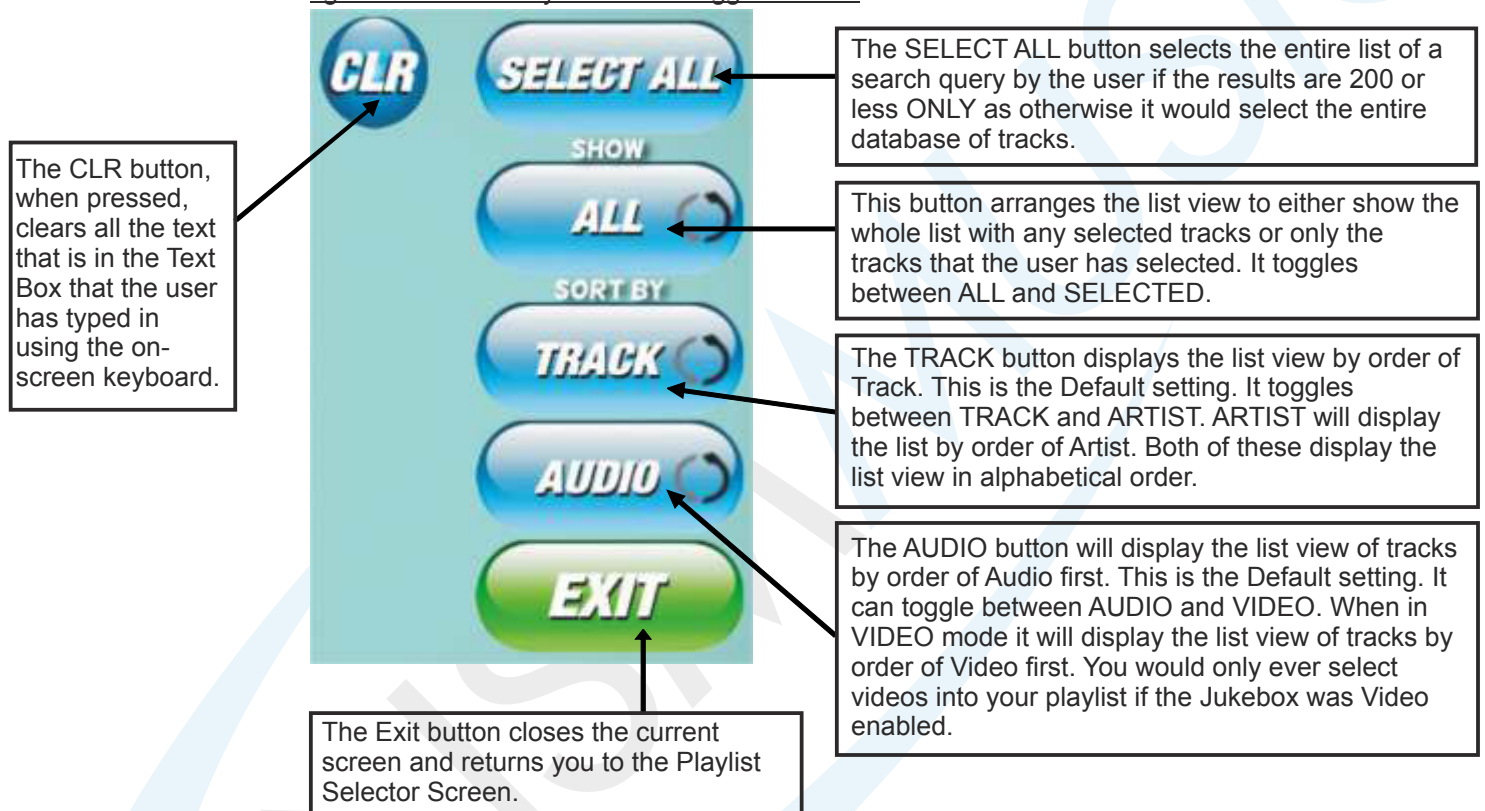 CLR
SELECT ALL
SHOW
ALL
SORT BY
TRACK
AUDIO
EXIT
The CLR button,
when pressed,
clears all the text
that is in the Text
Box that the user
has typed in
using the on-
screen keyboard.
The SELECT ALL button selects the entire list of a
search query by the user if the results are 200 or
less ONLY as otherwise it would select the entire
database of tracks.
This button arranges the list view to either show the
whole list with any selected tracks or only the
tracks that the user has selected. It toggles
between ALL and SELECTED.
The TRACK button displays the list view by order of
Track. This is the Default setting. It toggles
between TRACK and ARTIST. ARTIST will display
the list by order of Artist. Both of these display the
list view in alphabetical order.
The AUDIO button will display the list view of tracks
by order of Audio first. This is the Default setting. It
can toggle between AUDIO and VIDEO. When in
VIDEO mode it will display the list view of tracks by
order of Video first. You would only ever select
videos into your playlist if the Jukebox was Video
enabled.
The Exit button closes the current
screen and returns you to the Playlist
Selector Screen.